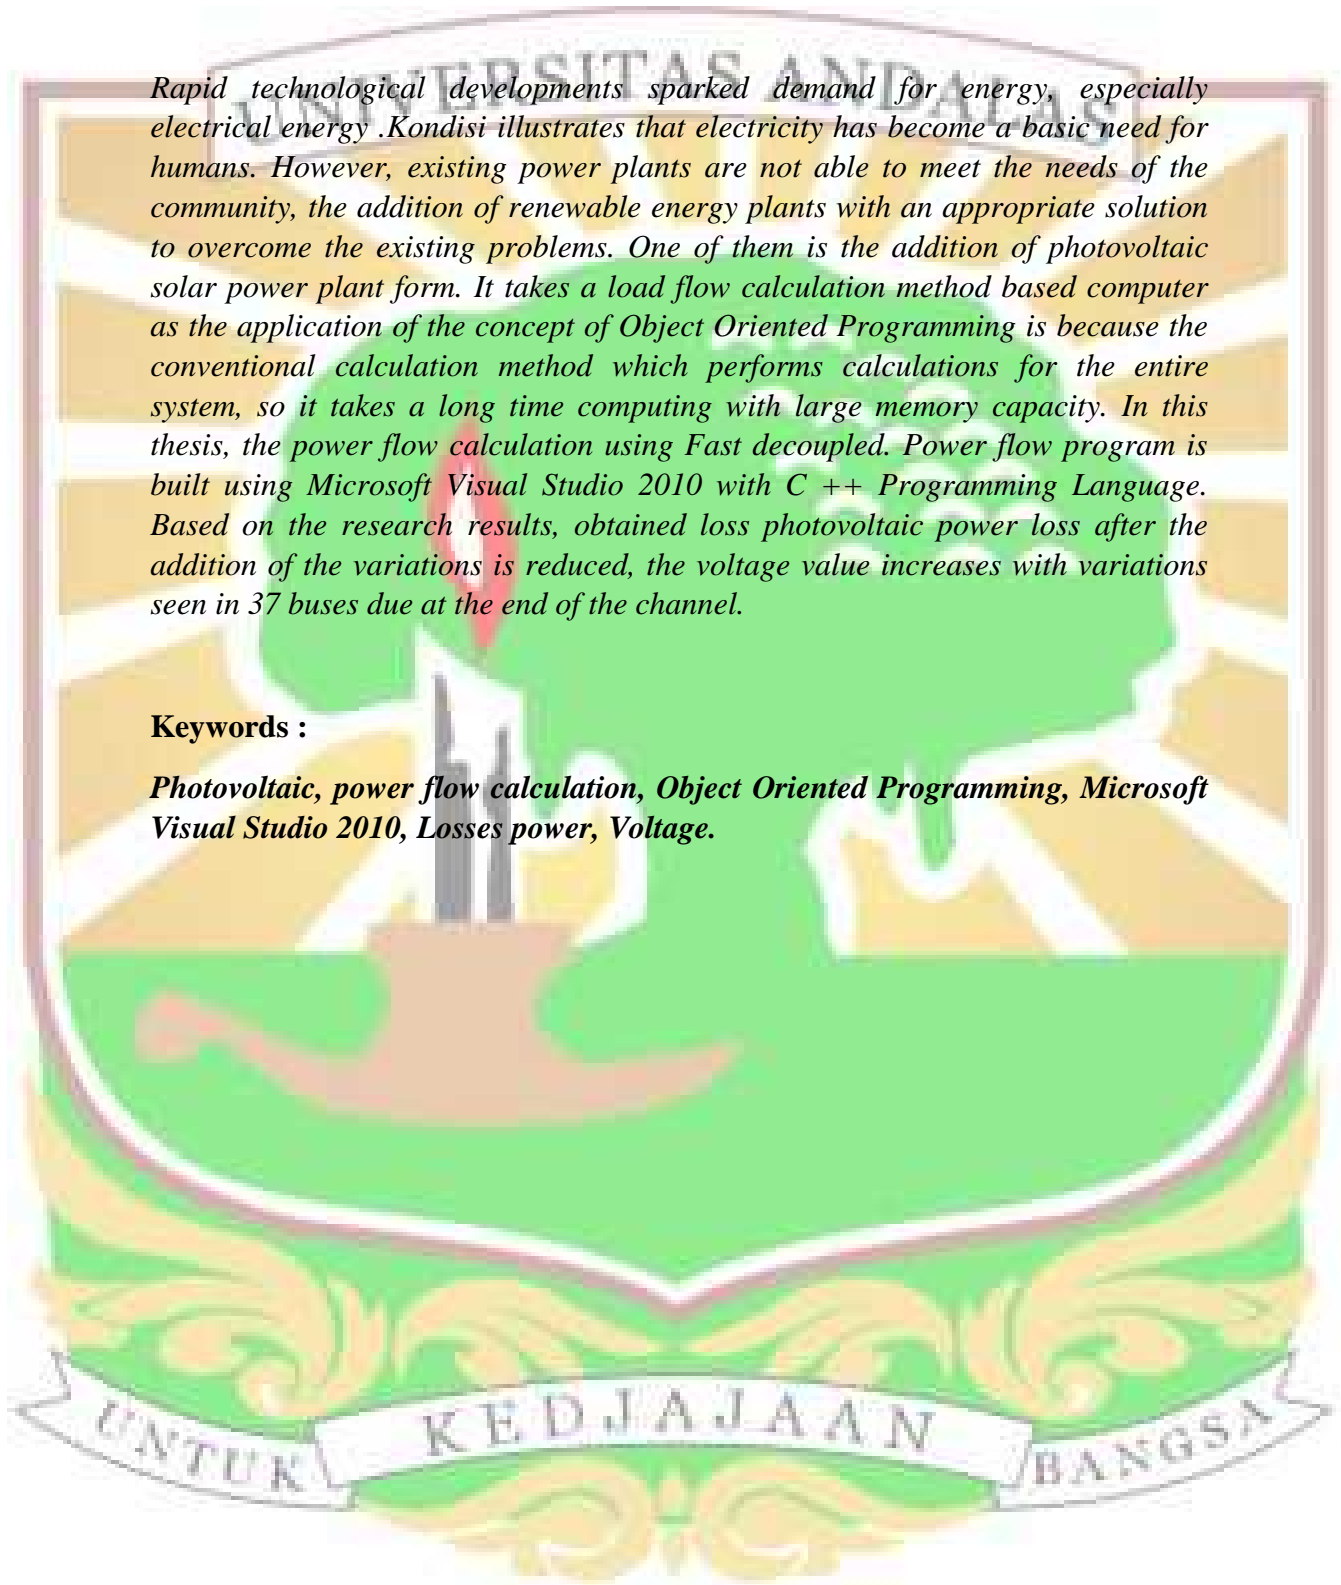 UNIVERSITAS ANDALAS
Rapid technological developments sparked demand for energy, especially
electrical energy .Kondisi illustrates that electricity has become a basic need for
humans. However, existing power plants are not able to meet the needs of the
community, the addition of renewable energy plants with an appropriate solution
to overcome the existing problems. One of them is the addition of photovoltaic
solar power plant form. It takes a load flow calculation method based computer
as the application of the concept of Object Oriented Programming is because the
conventional calculation method which performs calculations for the entire
system, so it takes a long time computing with large memory capacity. In this
thesis, the power flow calculation using Fast decoupled. Power flow program is
built using Microsoft Visual Studio 2010 with C ++ Programming Language.
Based on the research results, obtained loss photovoltaic power loss after the
addition of the variations is reduced, the voltage value increases with variations
seen in 37 buses due at the end of the channel.
Keywords :
Photovoltaic, power flow calculation, Object Oriented Programming, Microsoft
Visual Studio 2010, Losses power, Voltage.
UNTUK KEDJAJAAN BANGSA